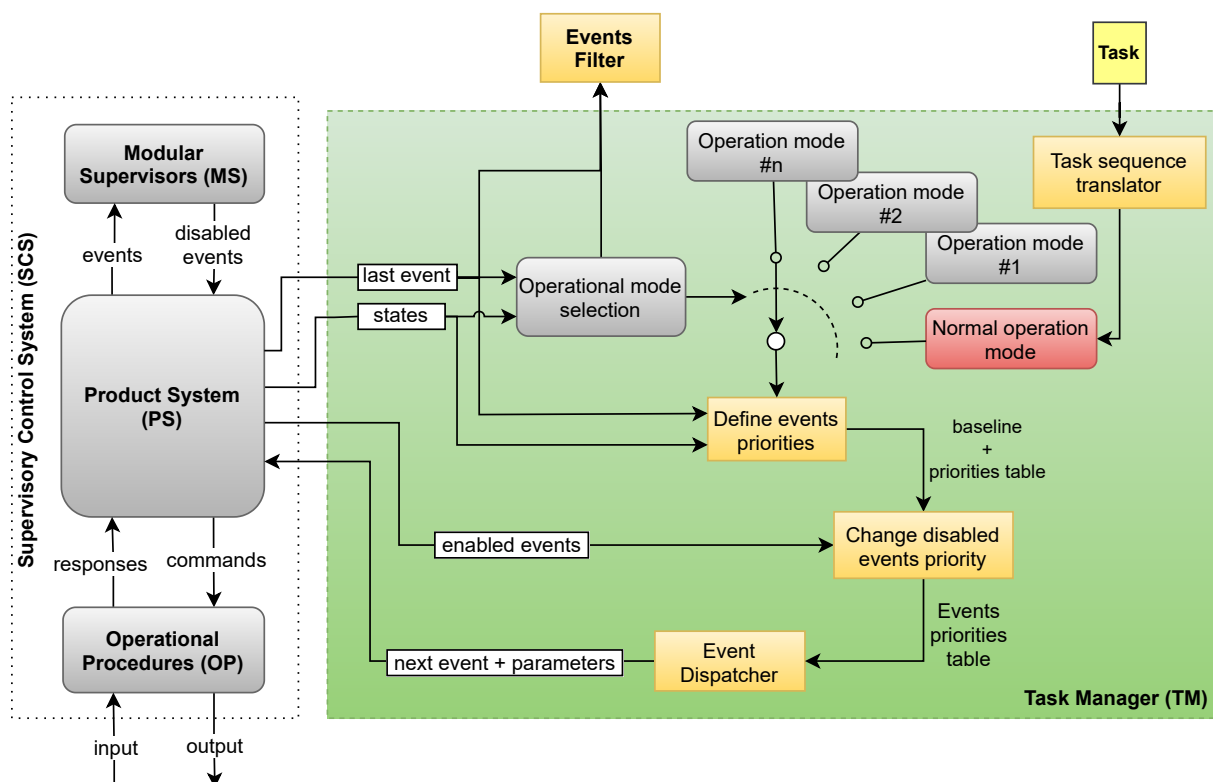 Events
Filter
Task
Supervisory Control System (SCS)
Modular
Supervisors (MS)
events
disabled
events
Product System
(PS)
responses
commands
Operational
Procedures (OP)
input
output
last event
states
enabled events
next event + parameters
Operational mode
selection
Operation mode
#n
Operation mode
#2
Operation mode
#1
Normal operation
mode
Task sequence
translator
Define events
priorities
baseline
+
priorities table
Change disabled
events priority
Events
priorities
table
Event
Dispatcher
Task Manager (TM)